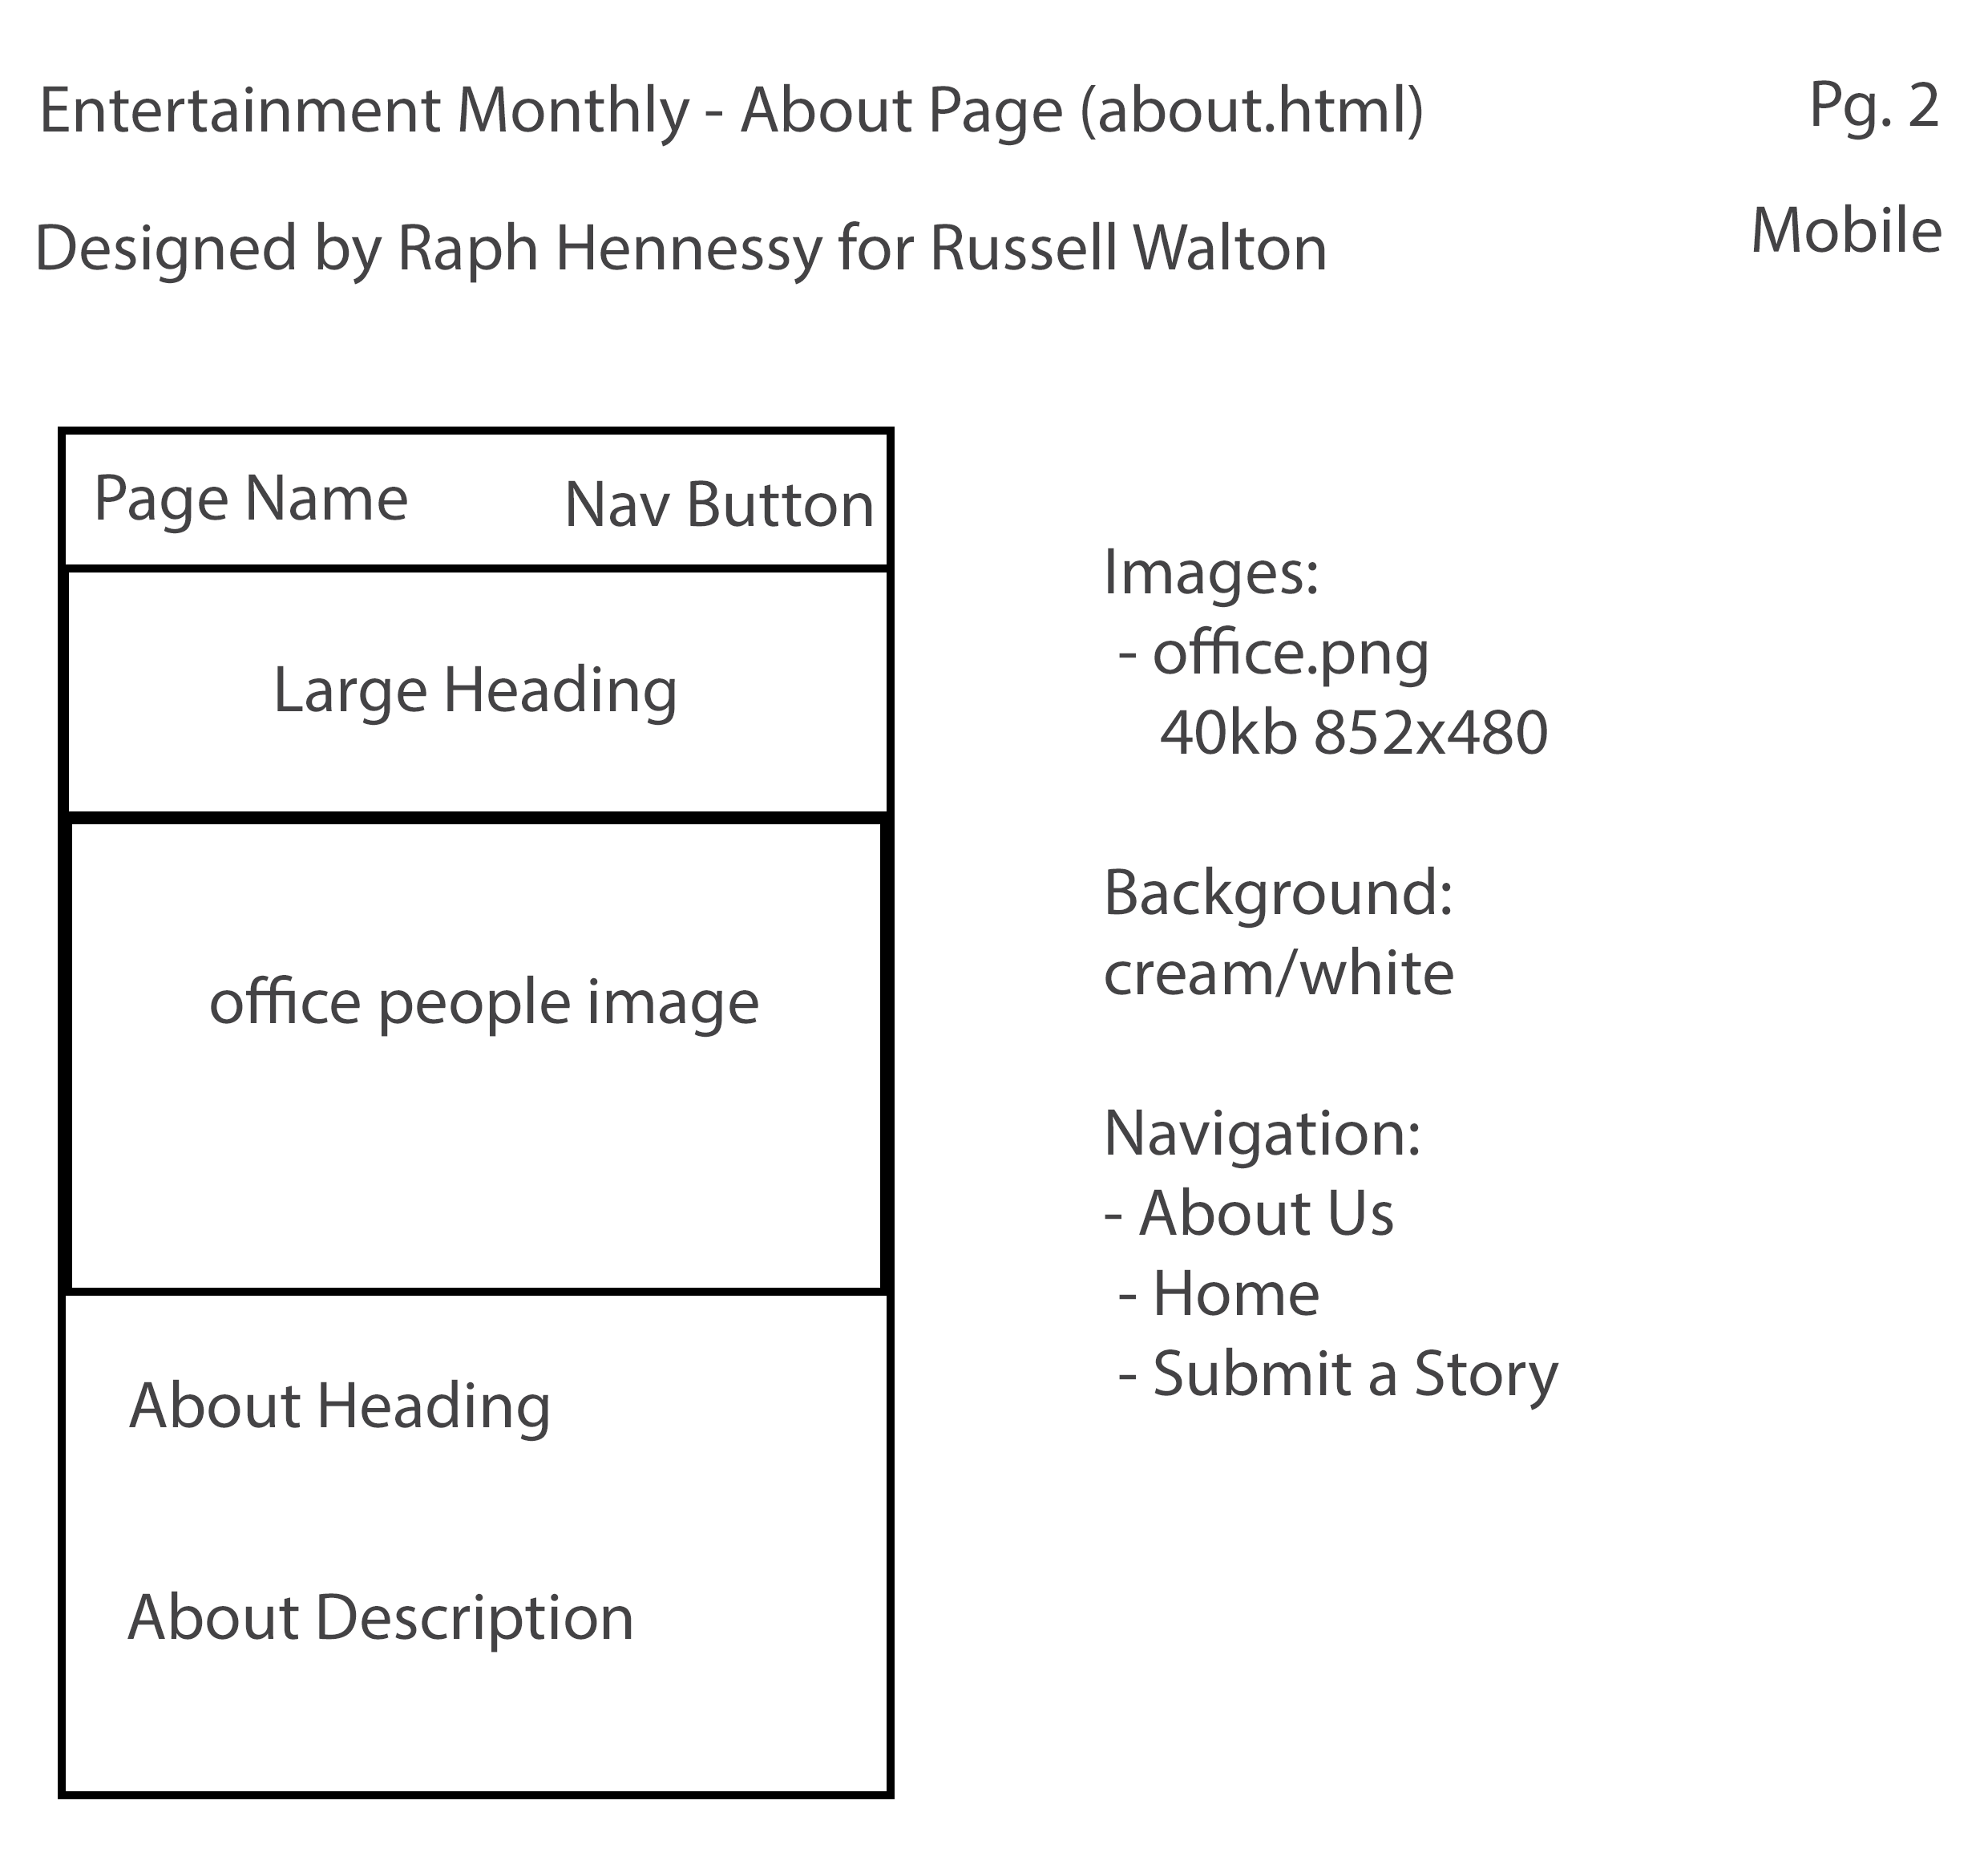 Entertainment Monthly - About Page (about.html)
Pg. 2
Designed by Raph Hennessy for Russell Walton
Mobile
Page Name
Nav Button
Large Heading
office people image
About Heading
About Description
Images:
- office.png
40kb 852x480
Background:
cream/white
Navigation:
- About Us
- Home
- Submit a Story